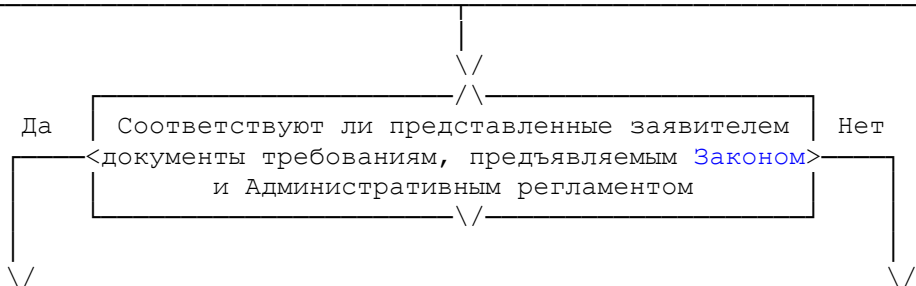 Да Соответствуют ли представленные заявителем Нет
<документы требованиям, предъявляемым Законом>
и Административным регламентом